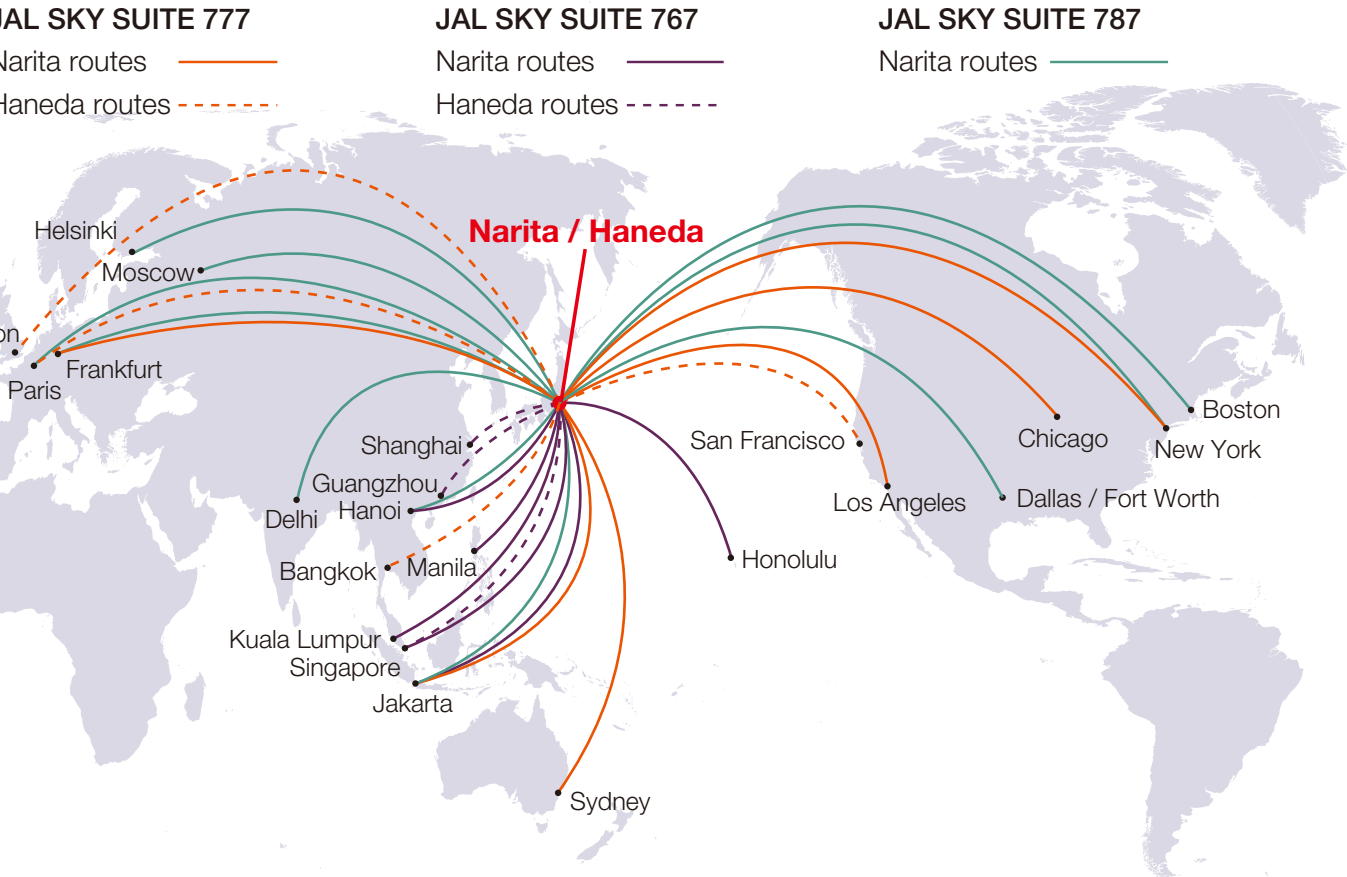 JAL SKY SUITE 777
Narita routes
Haneda routes
JAL SKY SUITE 767
Narita routes
Haneda routes
JAL SKY SUITE 787
Narita routes
Narita / Haneda
Helsinki
Moscow
on
Frankfurt
Paris
Shanghai
Guangzhou
Hanoi
Delhi
Bangkok
Manila
Kuala Lumpur
Singapore
Jakarta
Sydney
Honolulu
San Francisco
Los Angeles
Dallas / Fort Worth
Chicago
New York
Boston